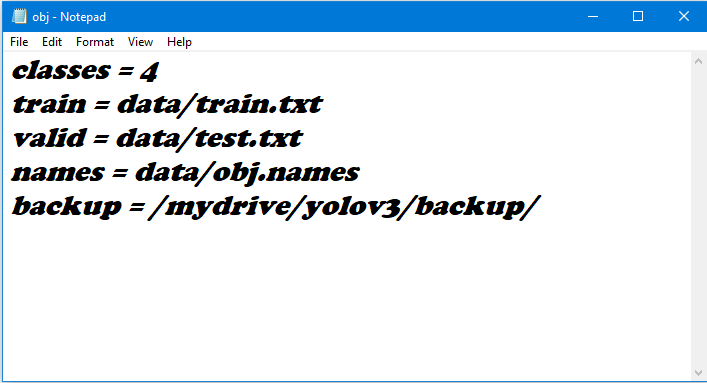 obj - Notepad
File Edit Format View Help
classes = 4
train = data/train.txt
valid = data/test.txt
names = data/obj.names
backup = /mydrive/yolov3/backup/